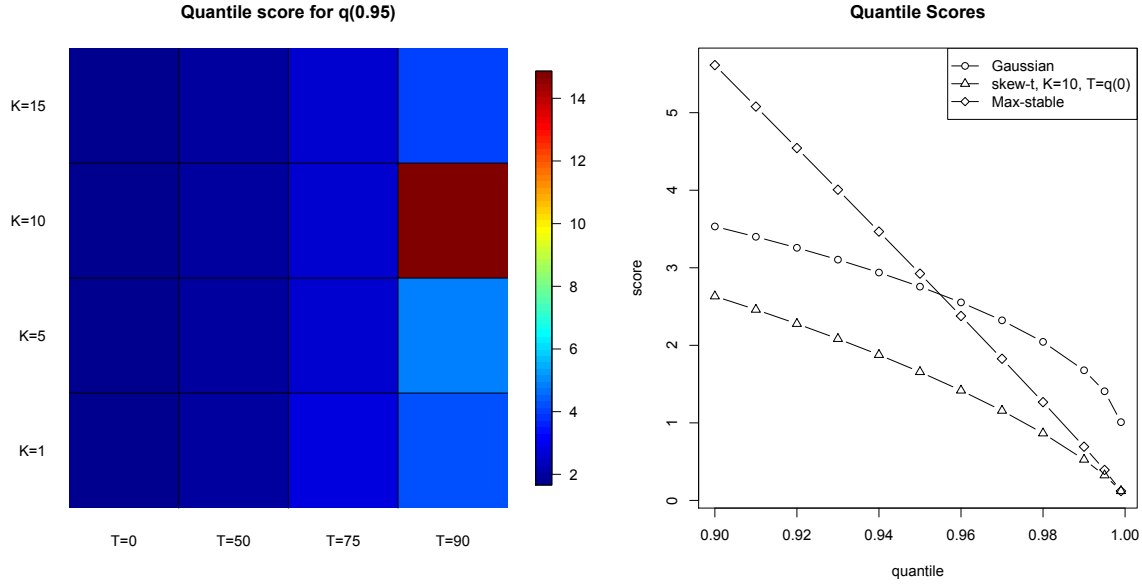 Quantile score for q(0.95)
K=15
K=10
K=5
K=1
T=0
T=50
T=75
T=90
14
12
10
8
6
4
2
Quantile Scores
Gaussian
skew-t, K=10, T=q(0)
Max-stable
score
5
4
3
2
1
0
0.90
0.92
0.94
0.96
0.98
1.00
quantile